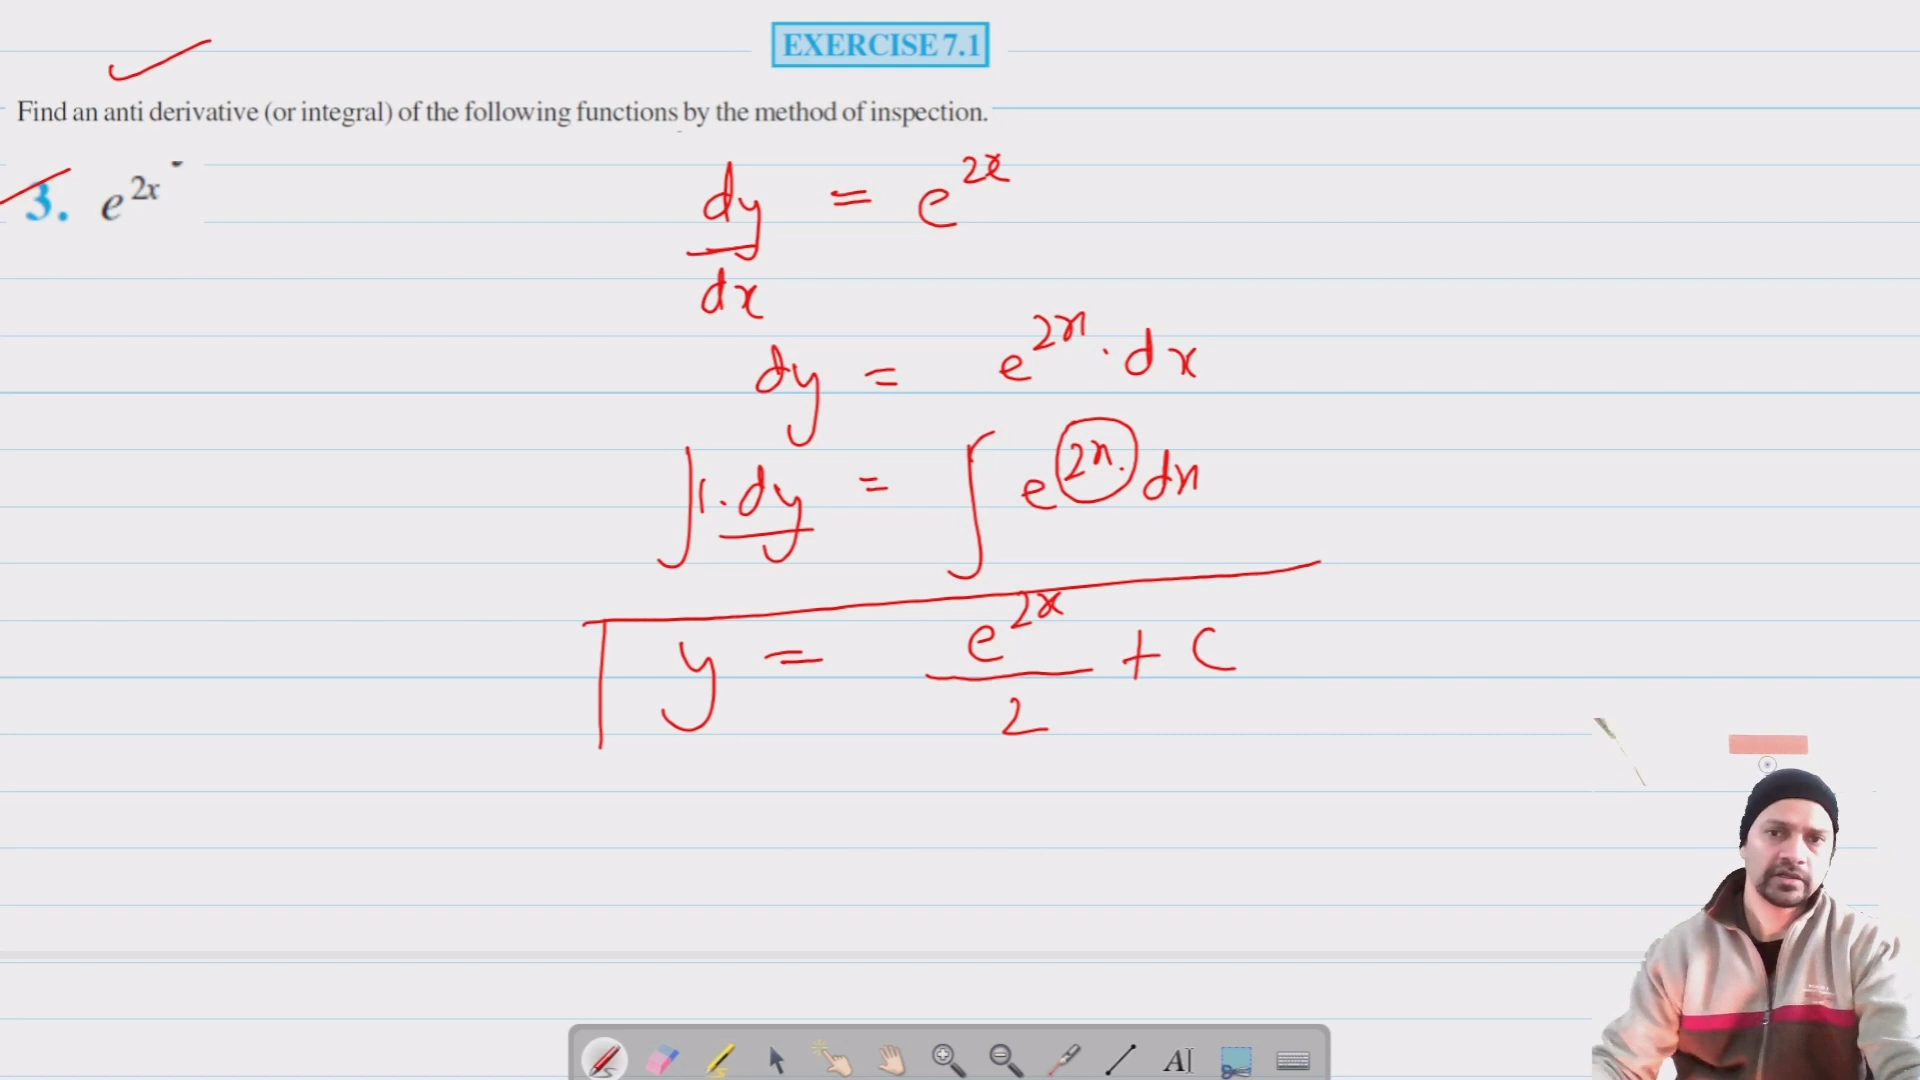 EXERCISE 7.1
Find an anti derivative (or integral) of the following functions by the method of inspection.
3. e^{2x}
dy/dx = e^{2x}
dy = e^{2x} . dx
∫1.dy = ∫e^{2x}. dx
y = e^{2x}/2 + C
AI